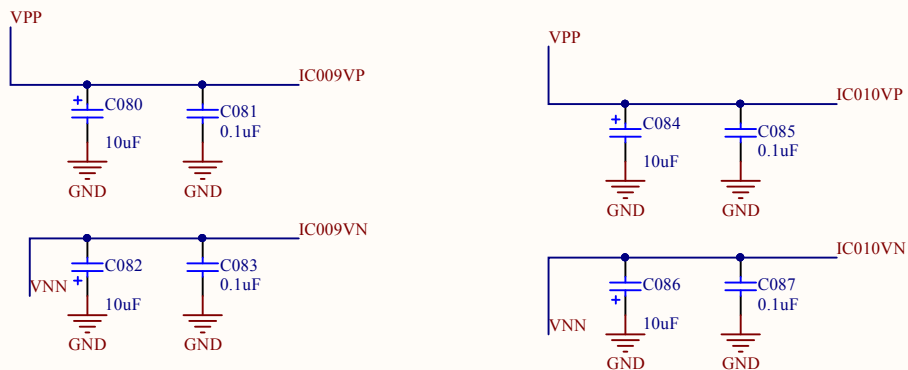 VPP
IC009VP
+
C080
10uF
C081
0.1uF
GND
GND
IC009VN
VNN
C082
+
10uF
C083
0.1uF
GND
GND
VPP
IC010VP
+
C084
10uF
C085
0.1uF
GND
GND
IC010VN
VNN
C086
+
10uF
C087
0.1uF
GND
GND